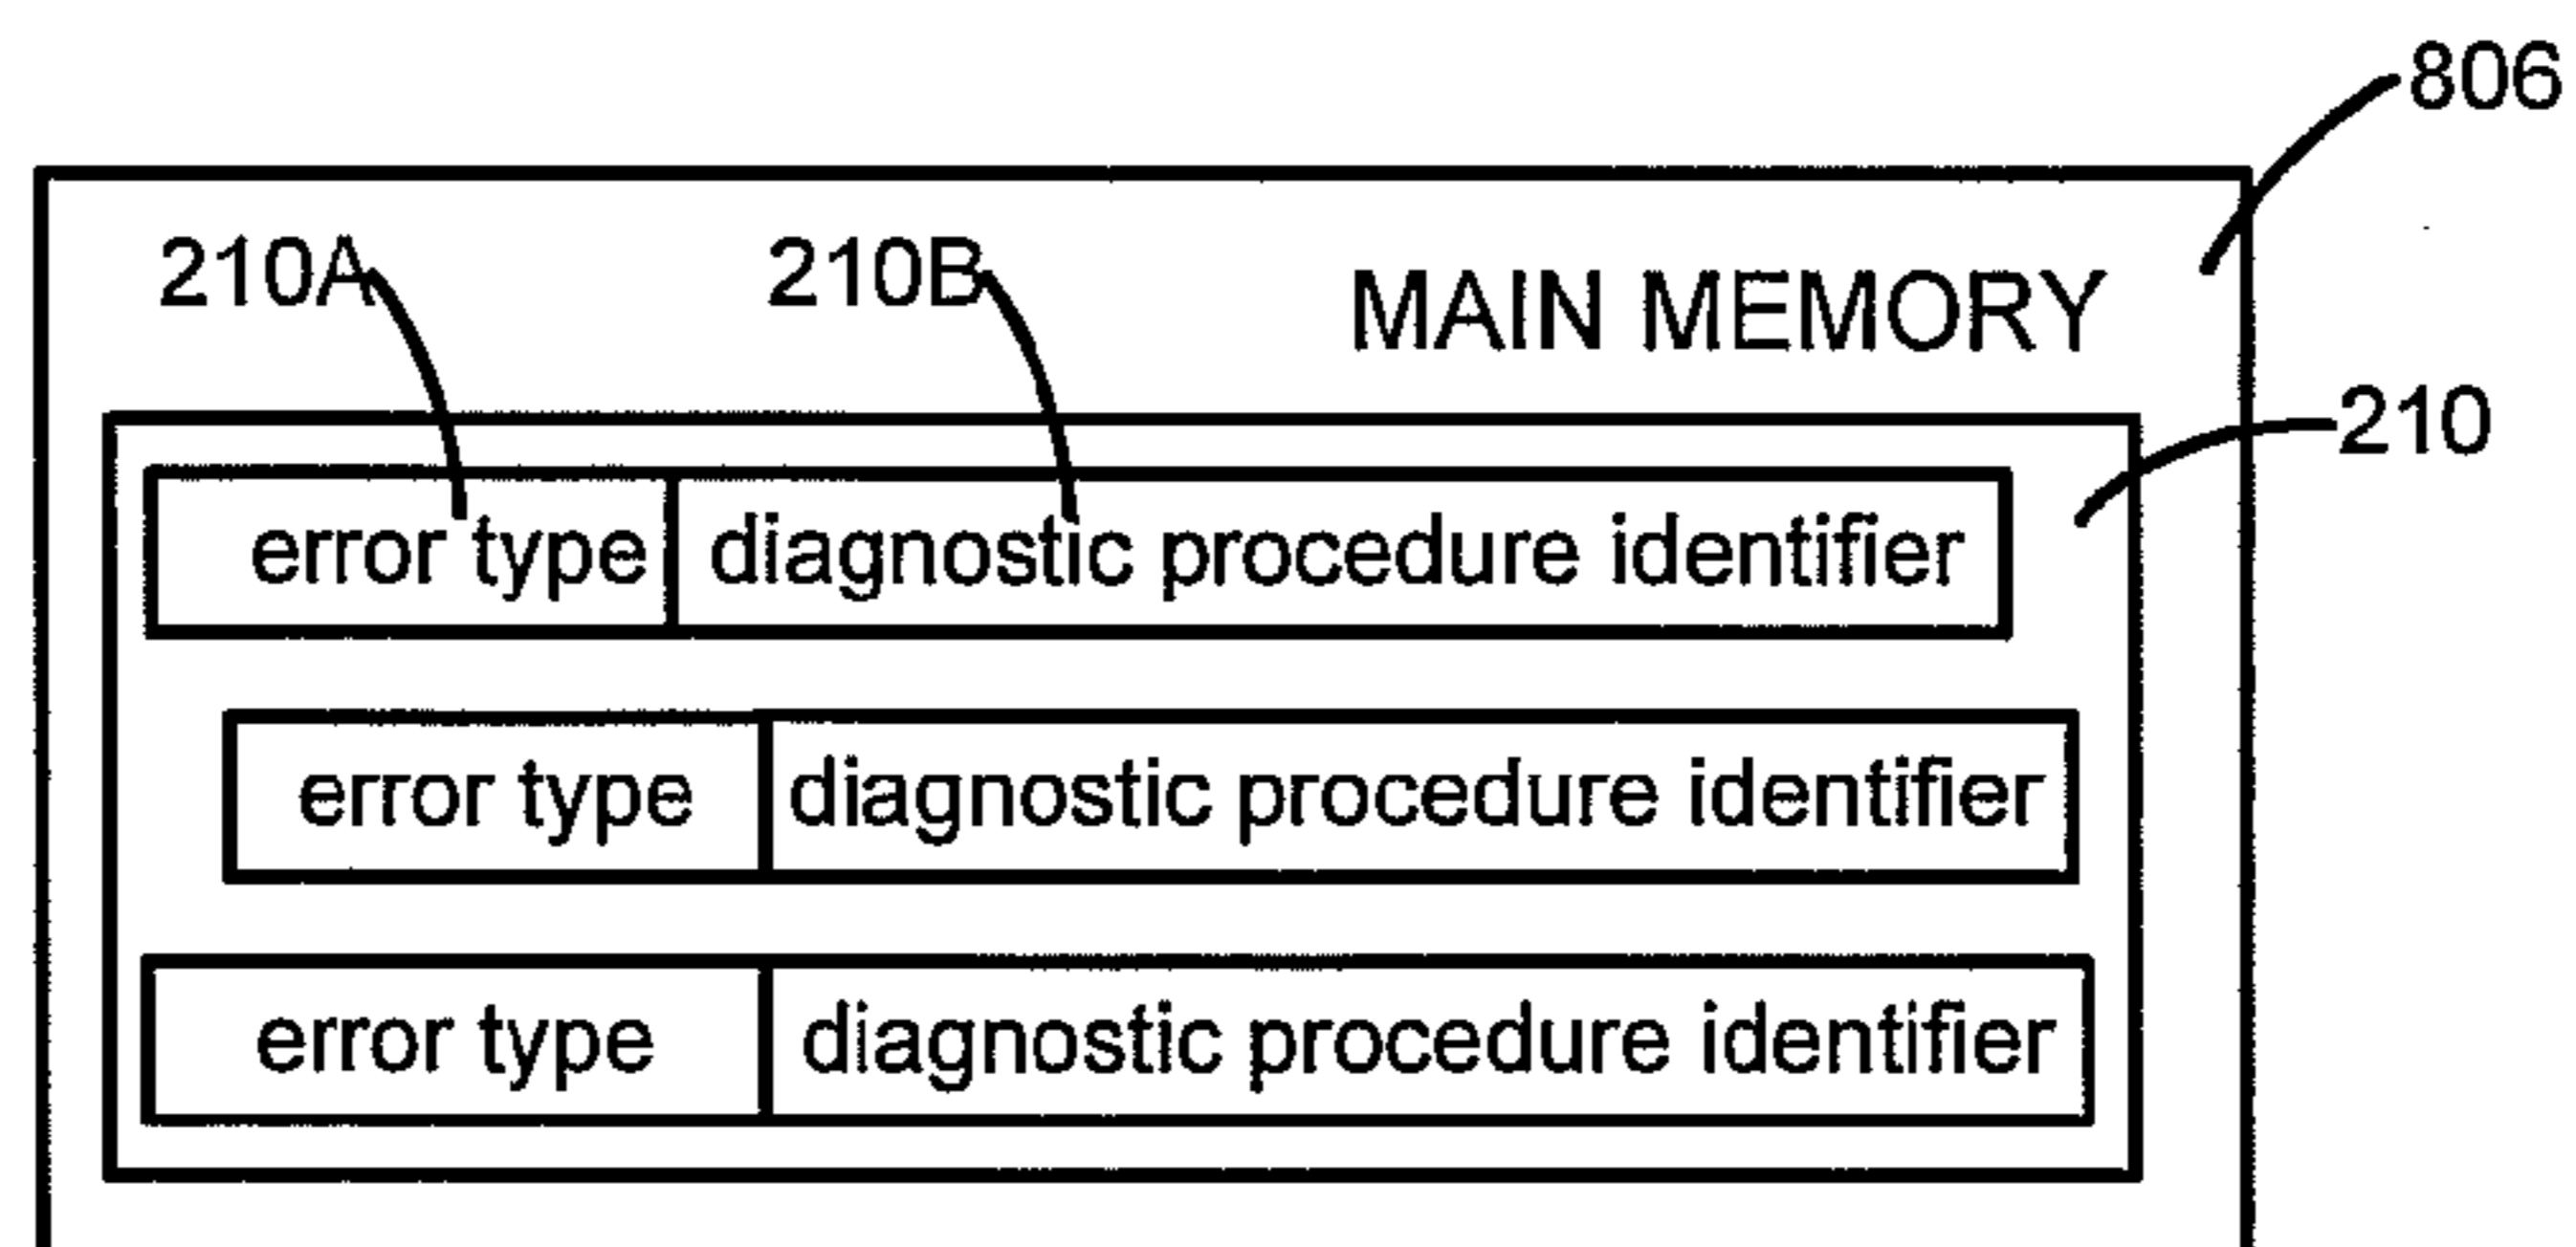 806
210A 210B MAIN MEMORY
210
error type diagnostic procedure identifier
error type diagnostic procedure identifier
error type diagnostic procedure identifier